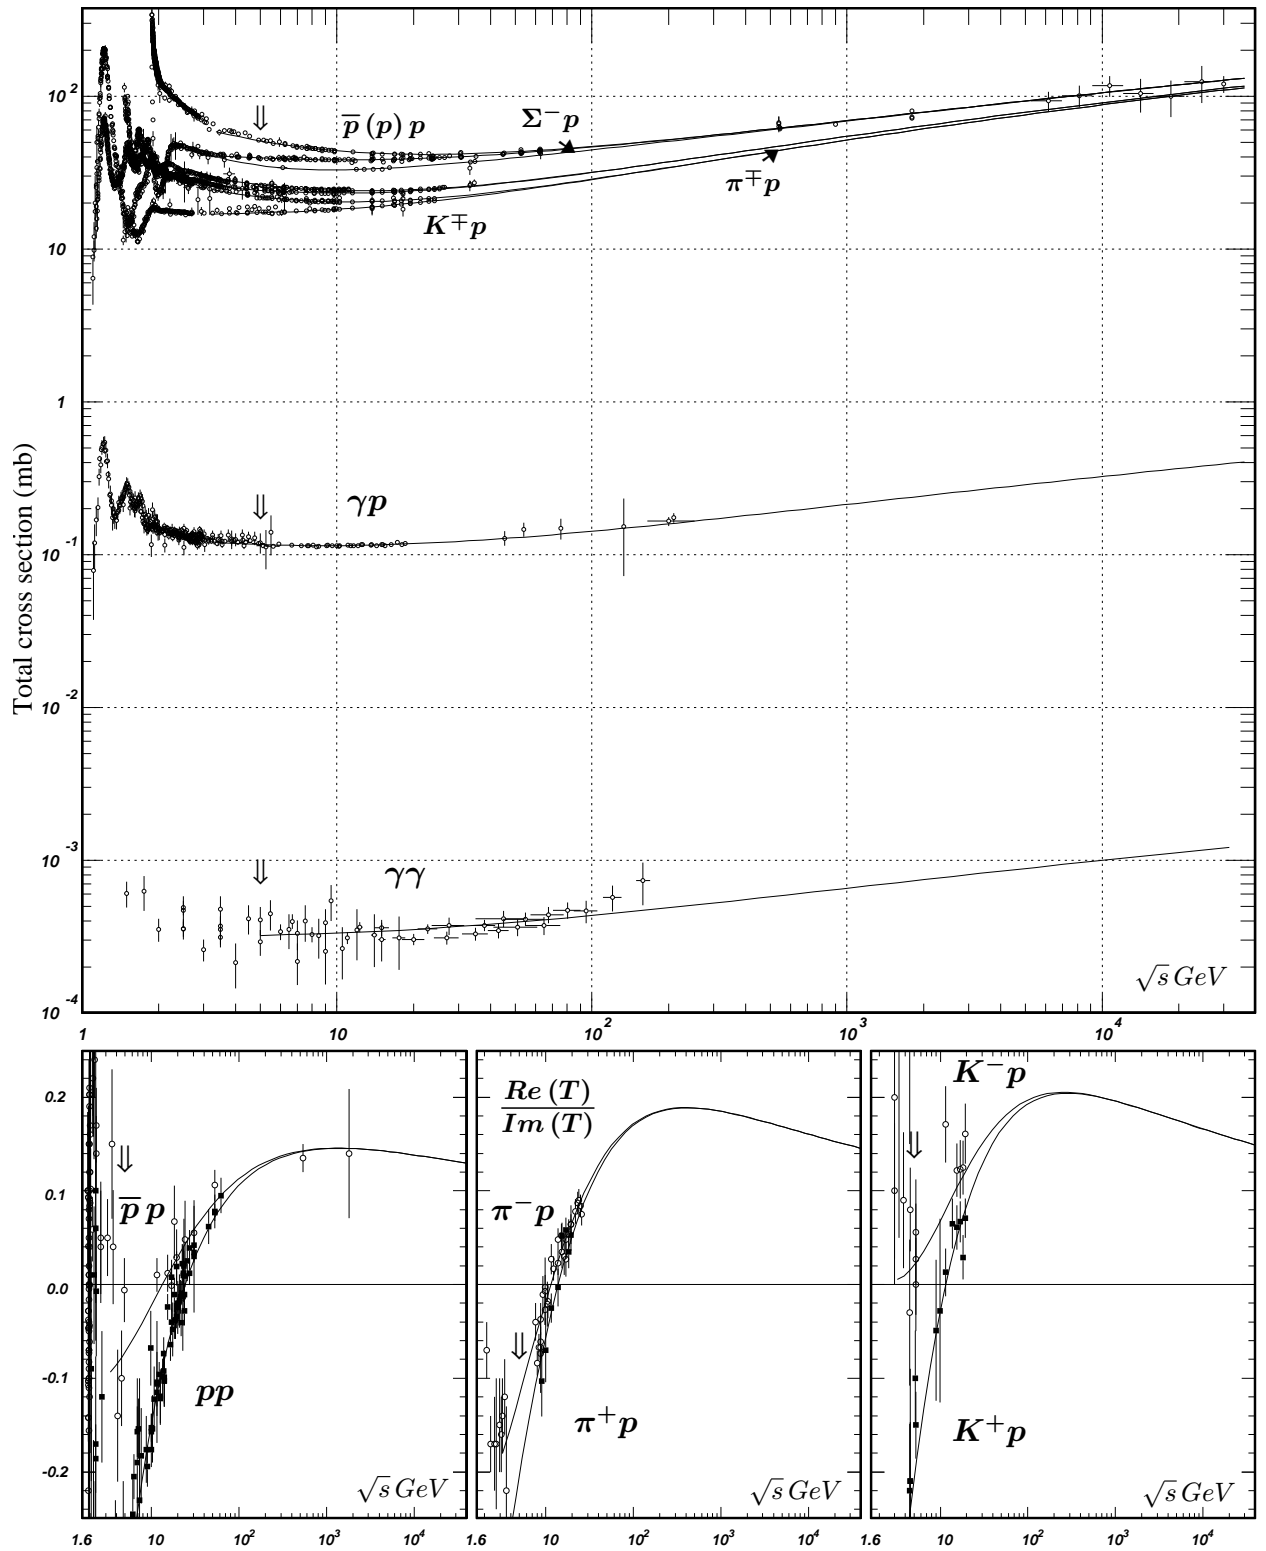 10²
p̄ (p) p
Σ⁻p
π∓p
K∓p
10
1
Total cross section (mb)
γp
10⁻¹
10⁻²
10⁻³
γγ
√s GeV
10⁻⁴
1 10 10² 10³ 10⁴
0.2
0.1
0.0
-0.1
-0.2
p̄ p
pp
√s GeV
1.6 10 10² 10³ 10⁴
Re (T)
Im (T)
π⁻p
π⁺p
√s GeV
1.6 10 10² 10³ 10⁴
K⁻p
K⁺p
√s GeV
1.6 10 10² 10³ 10⁴